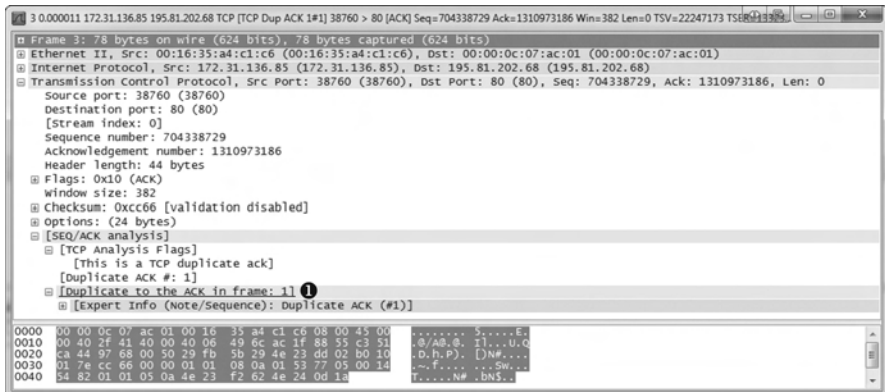 3 0.000011 172.31.136.85 195.81.202.68 TCP [TCP Dup ACK 1#1] 38760 > 80 [ACK] Seq=704338729 Ack=1310973186 Win=382 Len=0 TSV=22247173
Frame 3: 78 bytes on wire (624 bits), 78 bytes captured (624 bits)
Ethernet II, Src: 00:16:35:a4:c1:c6 (00:16:35:a4:c1:c6), Dst: 00:00:0c:07:ac:01 (00:00:0c:07:ac:01)
Internet Protocol, Src: 172.31.136.85 (172.31.136.85), Dst: 195.81.202.68 (195.81.202.68)
Transmission Control Protocol, Src Port: 38760 (38760), Dst Port: 80 (80), Seq: 704338729, Ack: 1310973186, Len: 0
Source port: 38760 (38760)
Destination port: 80 (80)
[Stream index: 0]
Sequence number: 704338729
Acknowledgement number: 1310973186
Header length: 44 bytes
Flags: 0x10 (ACK)
Window size: 382
Checksum: 0xcc66 [validation disabled]
Options: (24 bytes)
[SEQ/ACK analysis]
[TCP Analysis Flags]
[This is a TCP duplicate ack]
[Duplicate ACK #: 1]
[Duplicate to the ACK in frame: 1] ❶
[Expert Info (Note/Sequence): Duplicate ACK (#1)]
0000 00 00 0c 07 ac 01 00 16 35 a4 c1 c6 08 00 45 00 ........ 5.....E.
0010 00 40 2f 41 40 00 40 06 49 6c ac 1f 88 55 c3 51 .@/A@.@. Il...U.Q
0020 ca 44 97 68 00 50 29 fb 5b 29 4e 23 dd 02 b0 10 .D.h.P). [)N#....
0030 01 7e cc 66 00 00 01 01 08 0a 01 53 77 05 00 14 .~.f.... ...Sw...
0040 54 82 01 01 05 0a 4e 23 f2 62 4e 24 0d 1a T.....N# .bN$..